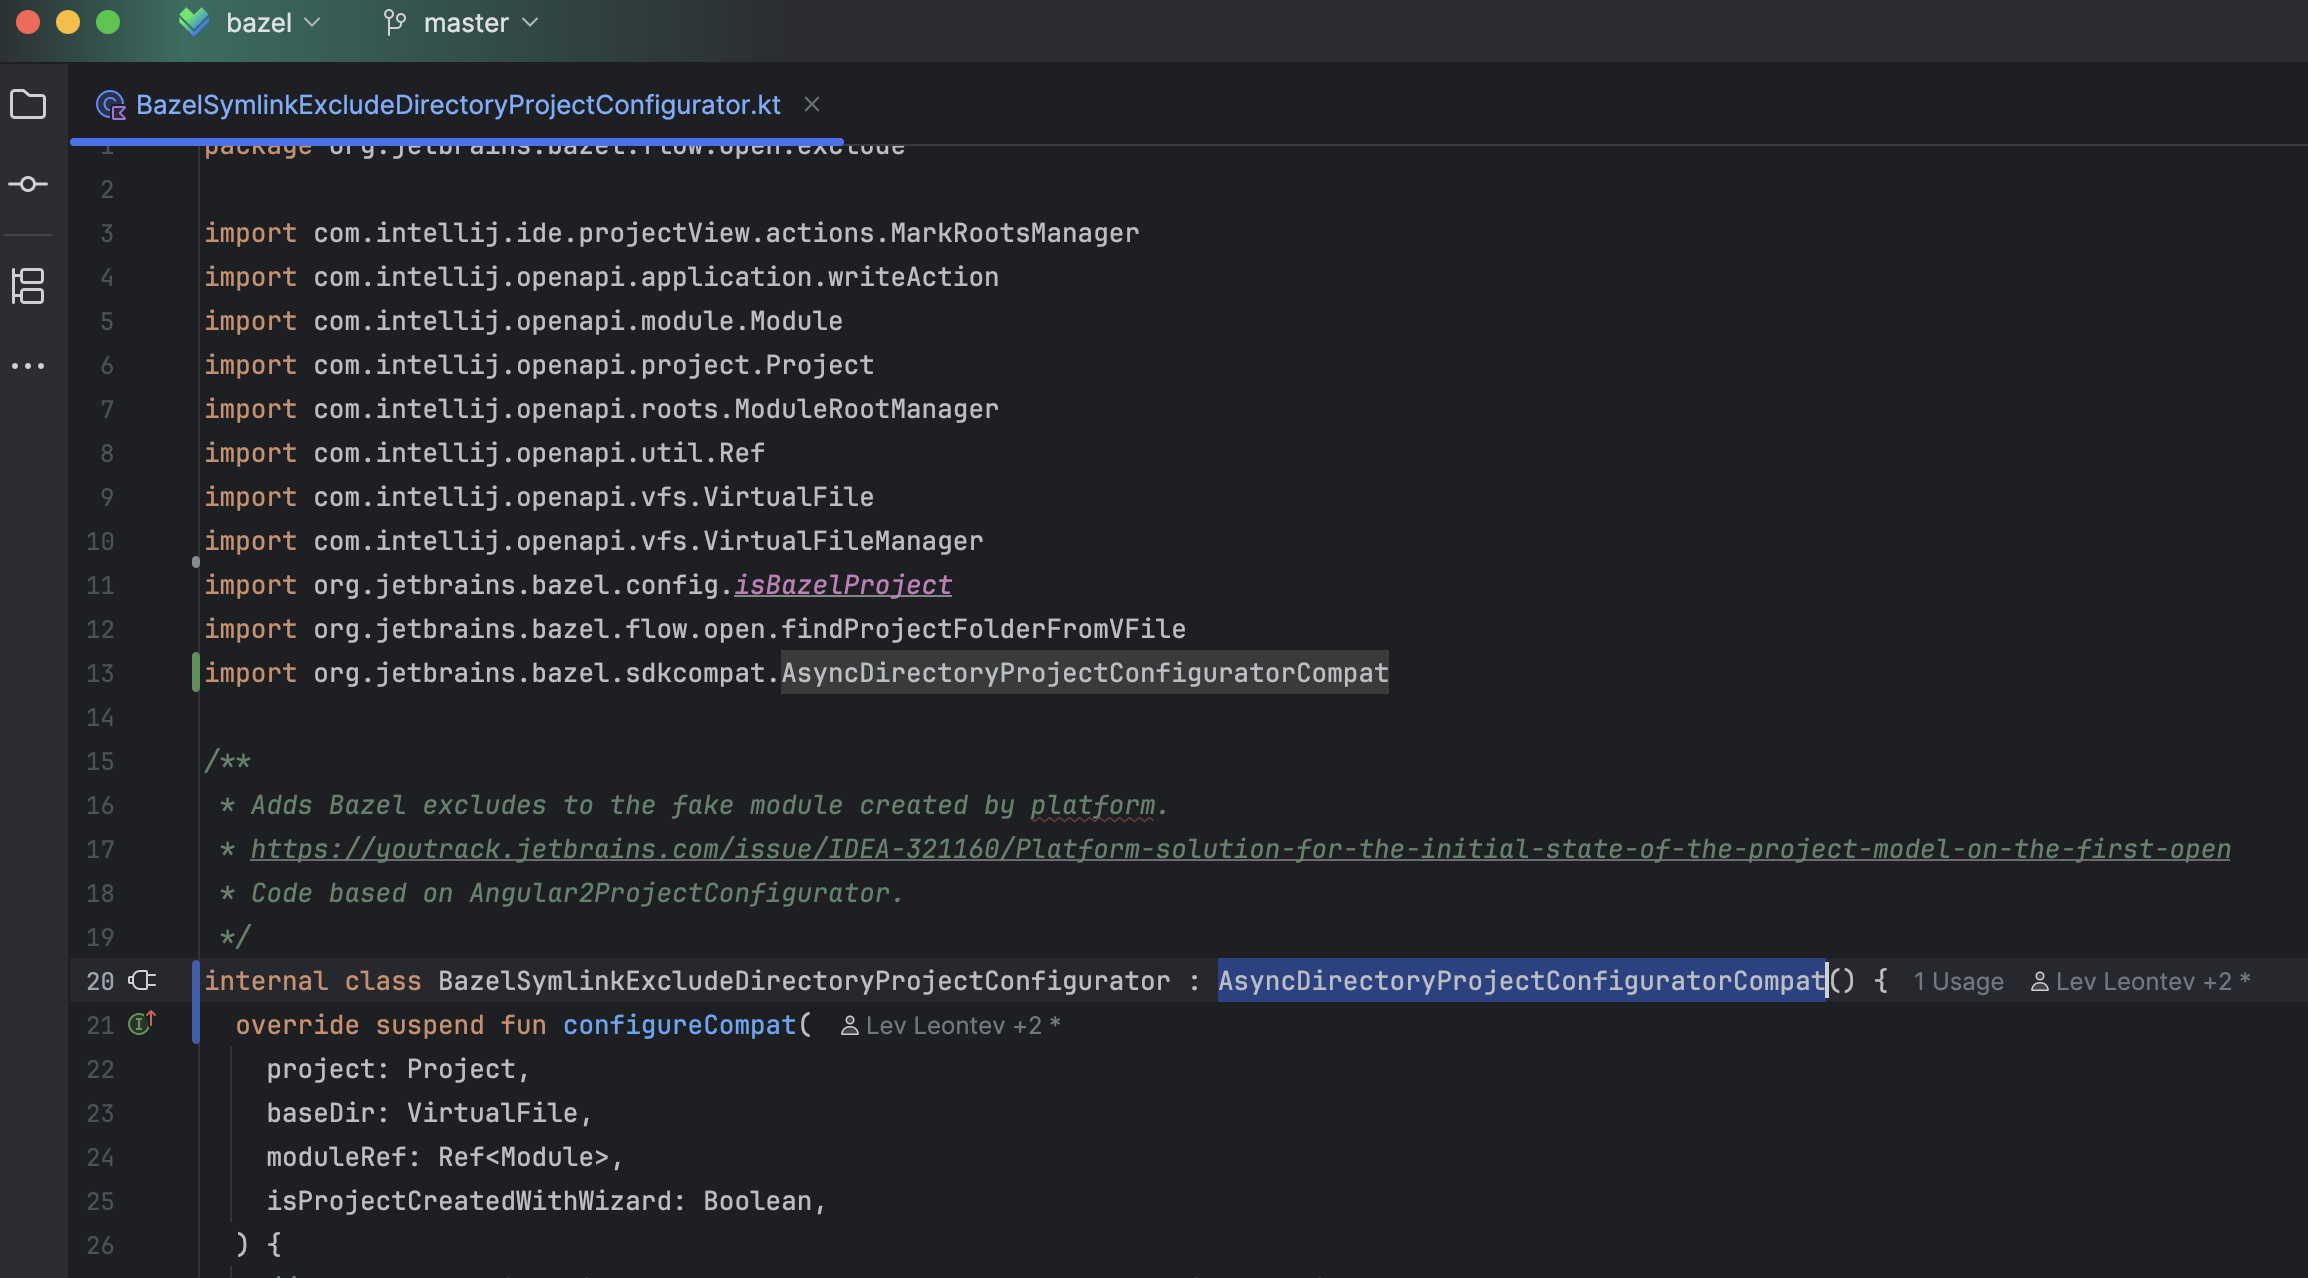 bazel master
BazelSymlinkExcludeDirectoryProjectConfigurator.kt
1 package org.jetbrains.bazel.flow.open.exclude
2
3 import com.intellij.ide.projectView.actions.MarkRootsManager
4 import com.intellij.openapi.application.writeAction
5 import com.intellij.openapi.module.Module
6 import com.intellij.openapi.project.Project
7 import com.intellij.openapi.roots.ModuleRootManager
8 import com.intellij.openapi.util.Ref
9 import com.intellij.openapi.vfs.VirtualFile
10 import com.intellij.openapi.vfs.VirtualFileManager
11 import org.jetbrains.bazel.config.isBazelProject
12 import org.jetbrains.bazel.flow.open.findProjectFolderFromVFile
13 import org.jetbrains.bazel.sdkcompat.AsyncDirectoryProjectConfiguratorCompat
14
15 /**
16 * Adds Bazel excludes to the fake module created by platform.
17 * https://youtrack.jetbrains.com/issue/IDEA-321160/Platform-solution-for-the-initial-state-of-the-project-model-on-the-first-open
18 * Code based on Angular2ProjectConfigurator.
19 */
20 internal class BazelSymlinkExcludeDirectoryProjectConfigurator : AsyncDirectoryProjectConfiguratorCompat() { 1 Usage Lev Leontev +2 *
21 override suspend fun configureCompat( Lev Leontev +2 *
22 project: Project,
23 baseDir: VirtualFile,
24 moduleRef: Ref<Module>,
25 isProjectCreatedWithWizard: Boolean,
26 ) {